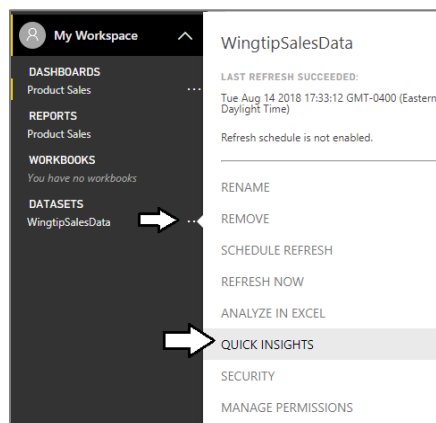 My Workspace
DASHBOARDS
Product Sales
...
REPORTS
Product Sales
WORKBOOKS
You have no workbooks
DATASETS
WingtipSalesData
...
WingtipSalesData
LAST REFRESH SUCCEEDED:
Tue Aug 14 2018 17:33:12 GMT-0400 (Eastern
Daylight Time)
Refresh schedule is not enabled.
RENAME
REMOVE
SCHEDULE REFRESH
REFRESH NOW
ANALYZE IN EXCEL
QUICK INSIGHTS
SECURITY
MANAGE PERMISSIONS